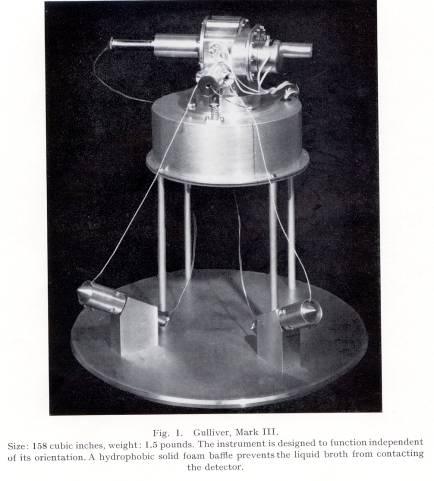 Fig. 1. Gulliver, Mark III.
Size: 158 cubic inches, weight: 1.5 pounds. The instrument is designed to function independent
of its orientation. A hydrophobic solid foam baffle prevents the liquid broth from contacting
the detector.